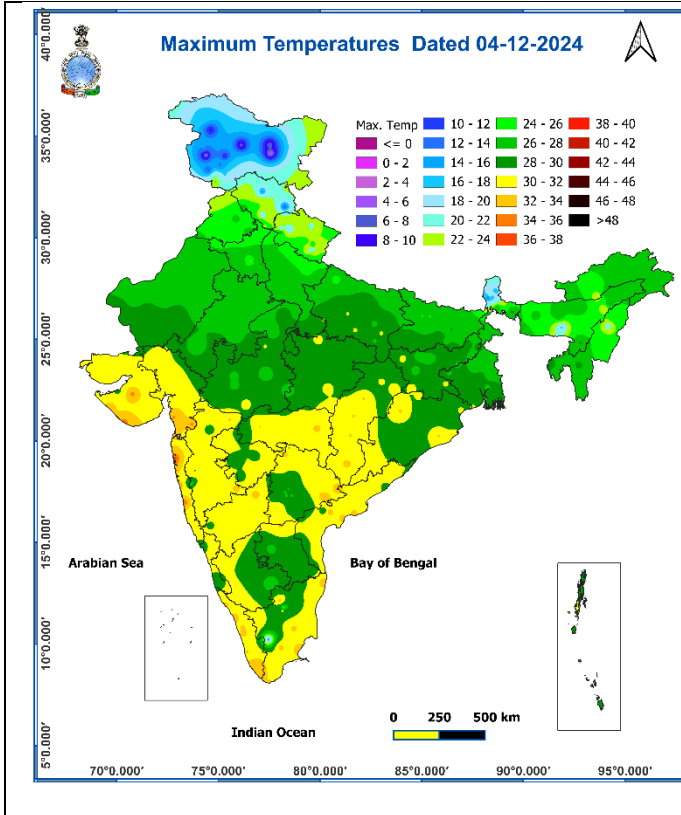 Maximum Temperatures Dated 04-12-2024
Max. Temp
<= 0
0 - 2
2 - 4
4 - 6
6 - 8
8 - 10
10 - 12
12 - 14
14 - 16
16 - 18
18 - 20
20 - 22
22 - 24
24 - 26
26 - 28
28 - 30
30 - 32
32 - 34
34 - 36
36 - 38
38 - 40
40 - 42
42 - 44
44 - 46
46 - 48
>48
40°0.000'
35°0.000'
30°0.000'
25°0.000'
20°0.000'
15°0.000'
10°0.000'
5°0.000'
Arabian Sea
Bay of Bengal
Indian Ocean
0 250 500 km
70°0.000' 75°0.000' 80°0.000' 85°0.000' 90°0.000' 95°0.000'